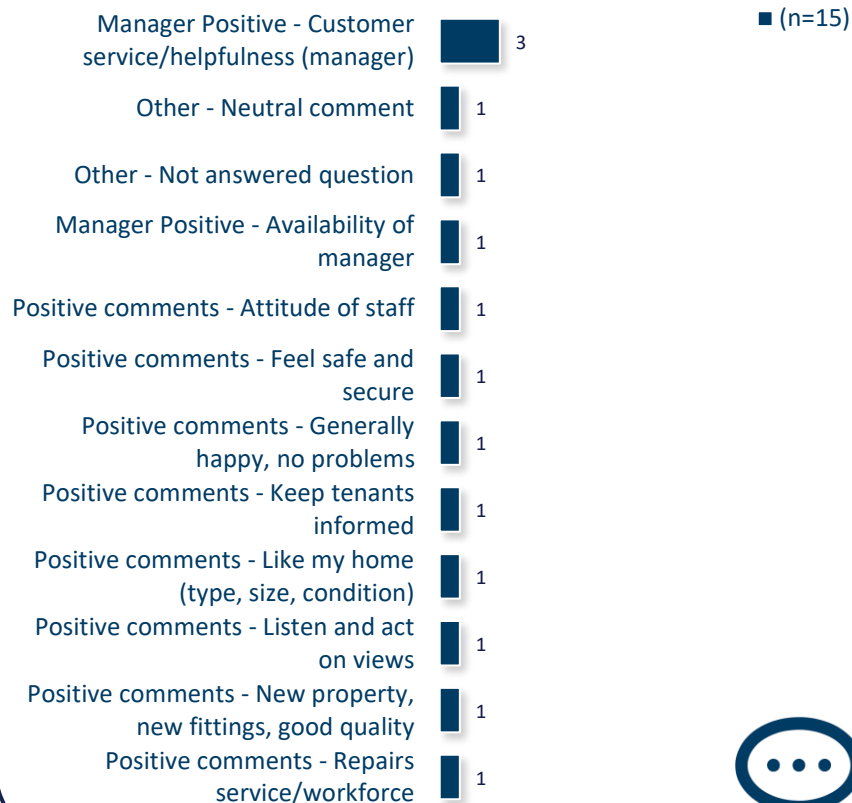 Manager Positive - Customer
service/helpfulness (manager)
3
(n=15)
Other - Neutral comment
1
Other - Not answered question
1
Manager Positive - Availability of
manager
1
Positive comments - Attitude of staff
1
Positive comments - Feel safe and
secure
1
Positive comments - Generally
happy, no problems
1
Positive comments - Keep tenants
informed
1
Positive comments - Like my home
(type, size, condition)
1
Positive comments - Listen and act
on views
1
Positive comments - New property,
new fittings, good quality
1
Positive comments - Repairs
service/workforce
1